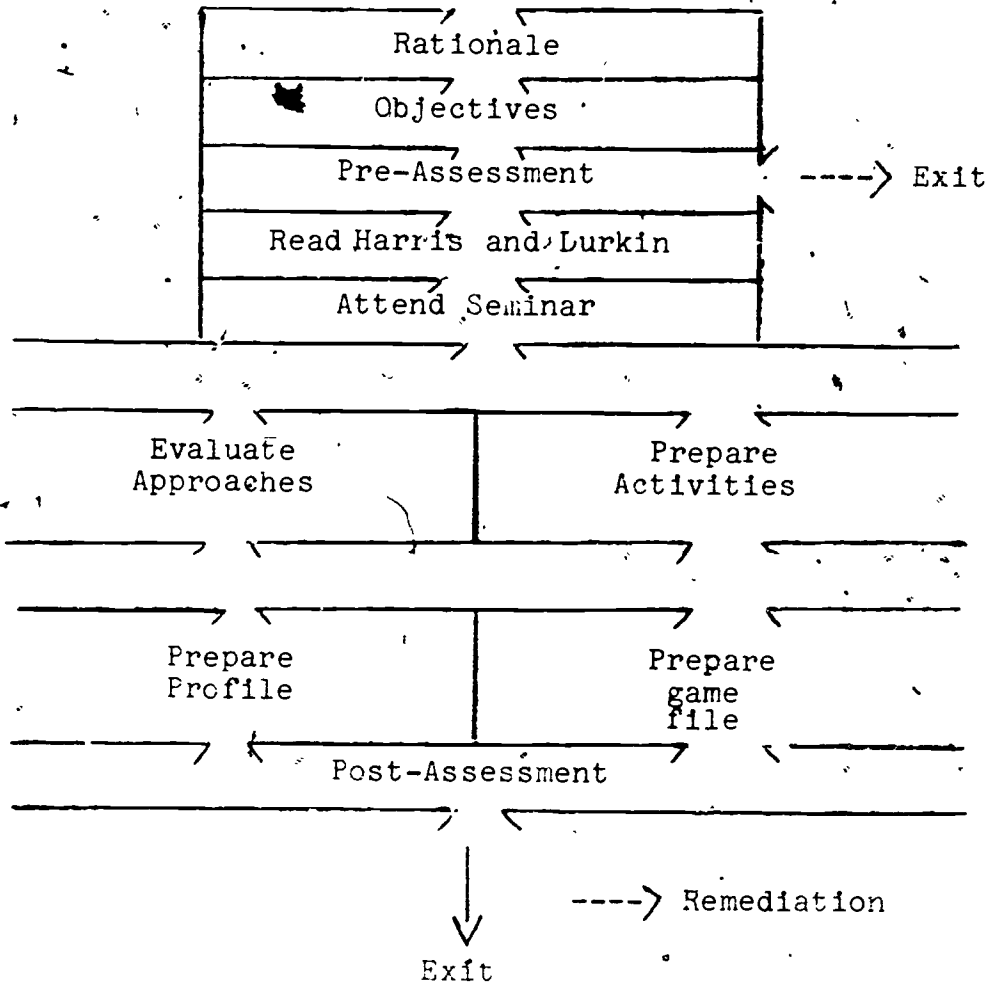 Rationale
Objectives
Pre-Assessment
----> Exit
Read Harris and Lurkin
Attend Seminar
Evaluate
Approaches
Prepare
Activities
Prepare
Profile
Prepare
game
file
Post-Assessment
----> Remediation
Exit